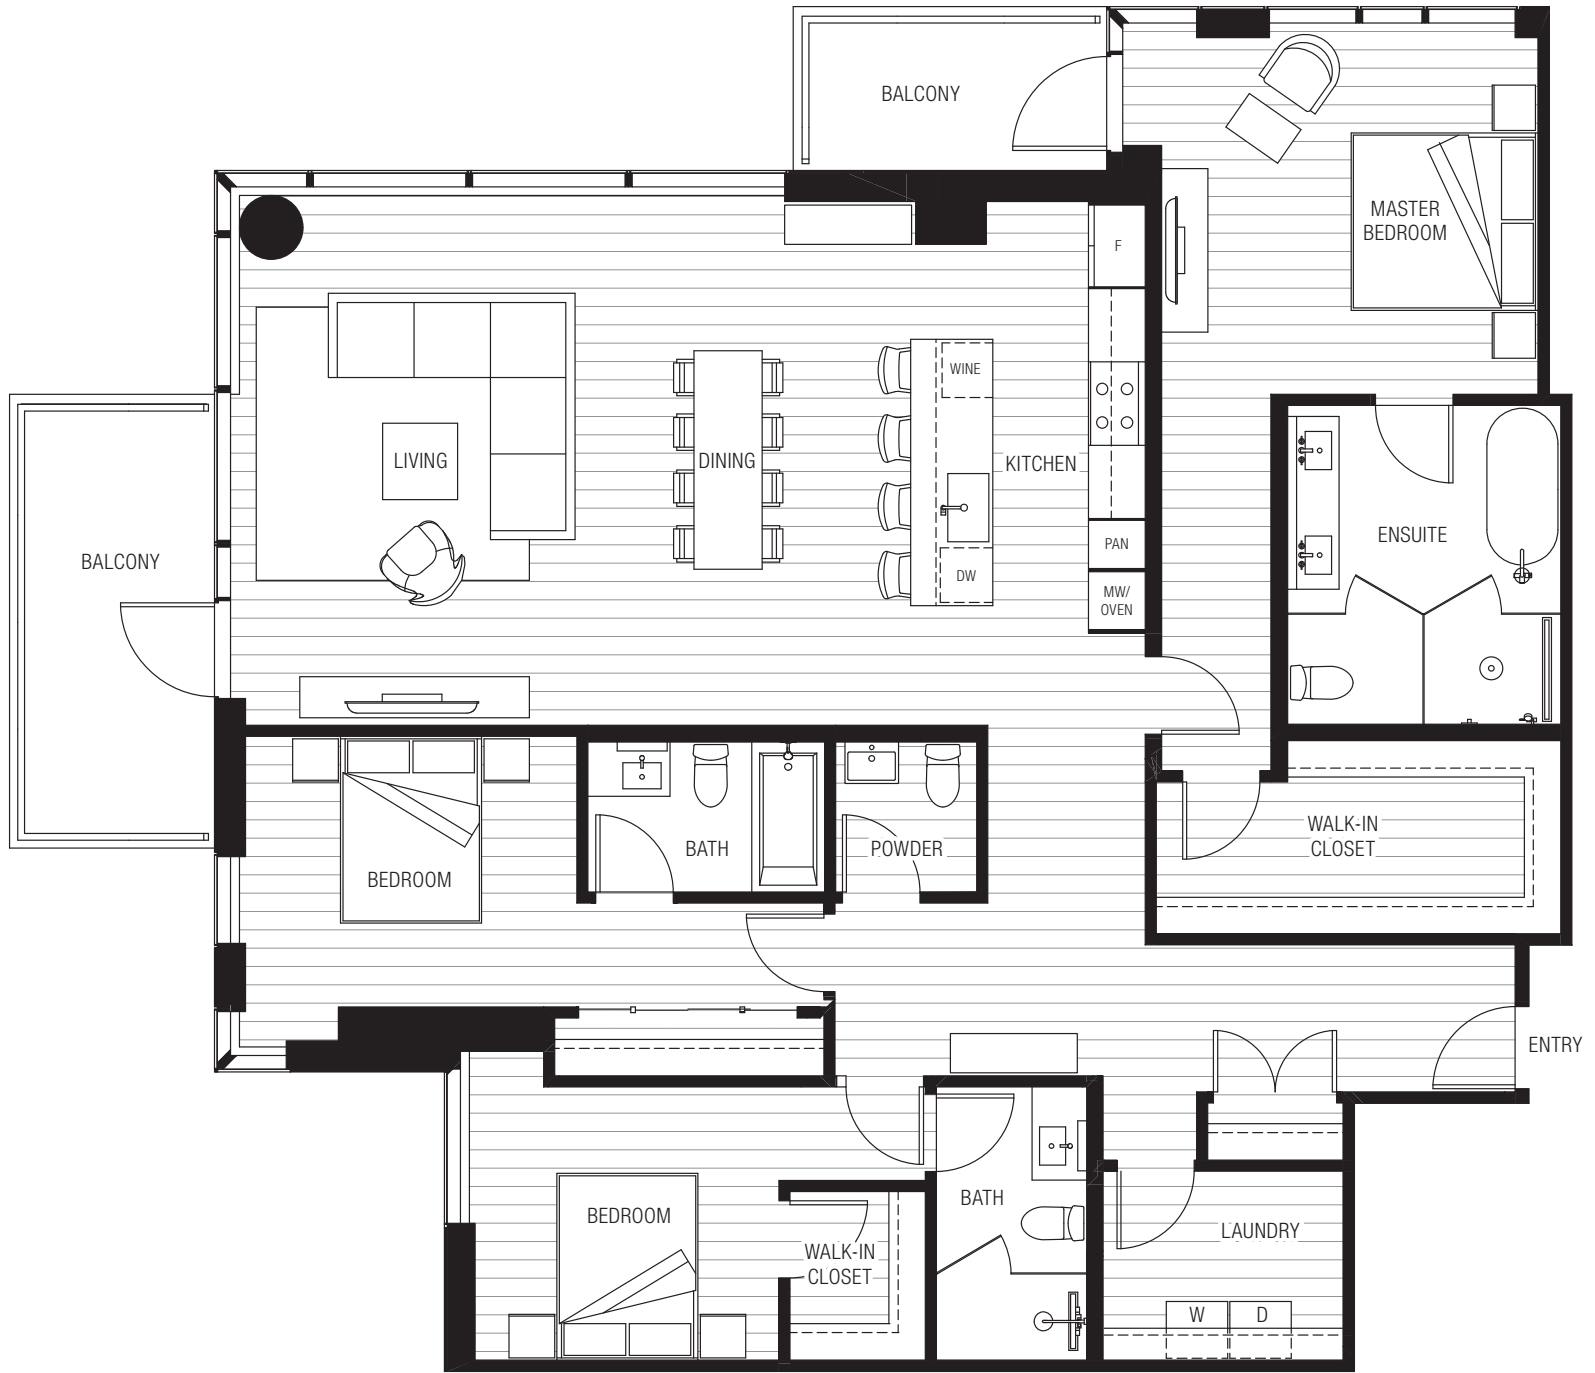 BALCONY
MASTER
BEDROOM
F
WINE
LIVING
DINING
KITCHEN
PAN
ENSUITE
BALCONY
DW
MW/
OVEN
WALK-IN
CLOSET
BATH
POWDER
BEDROOM
ENTRY
BATH
BEDROOM
LAUNDRY
WALK-IN
CLOSET
W
D